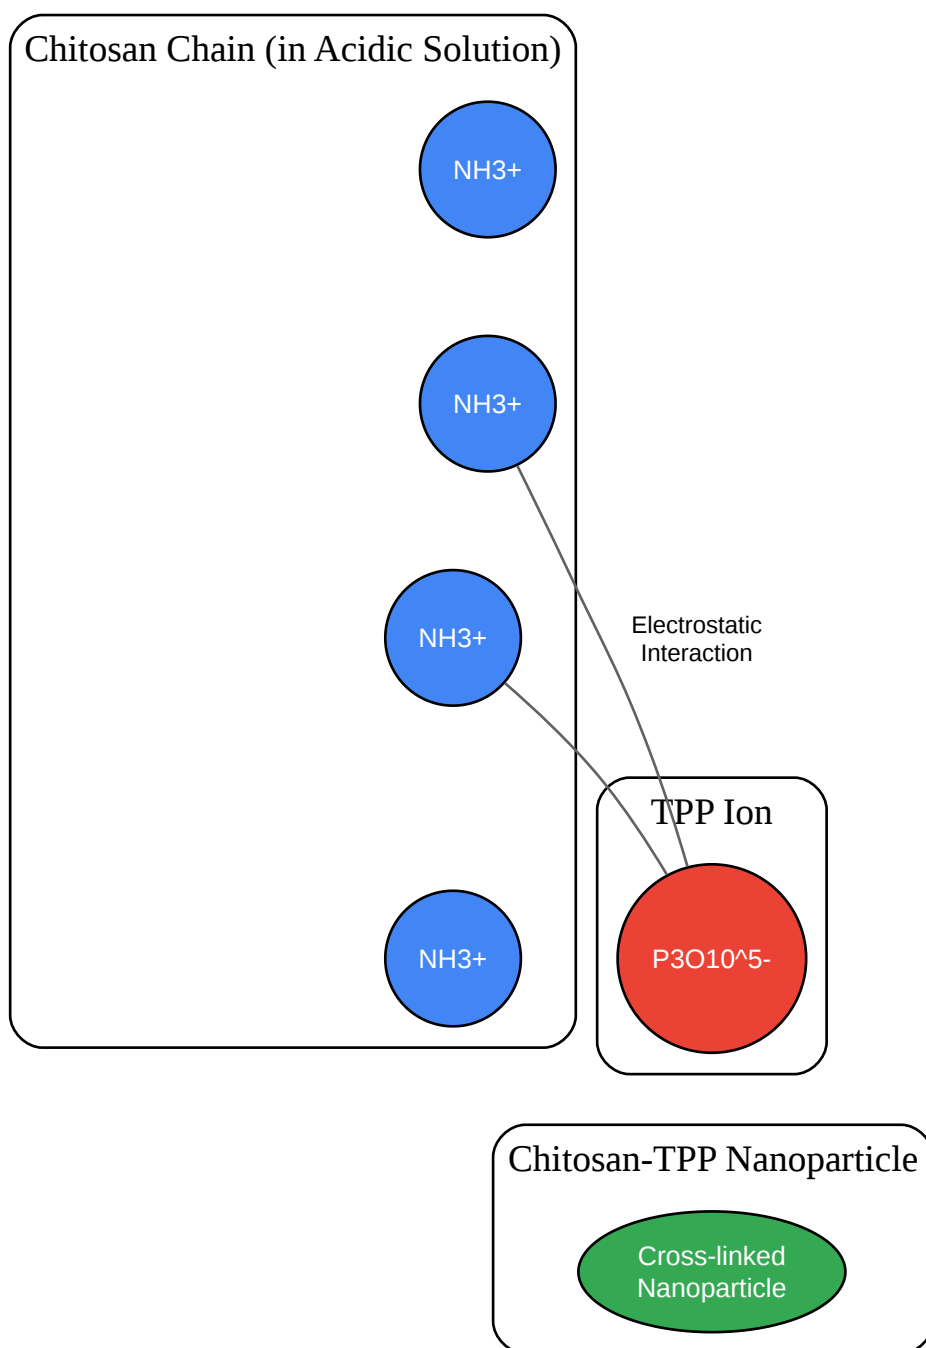 Chitosan Chain (in Acidic Solution)
NH3+
NH3+
NH3+
Electrostatic
Interaction
TPP Ion
NH3+
P3O10^5-
Chitosan-TPP Nanoparticle
Cross-linked
Nanoparticle